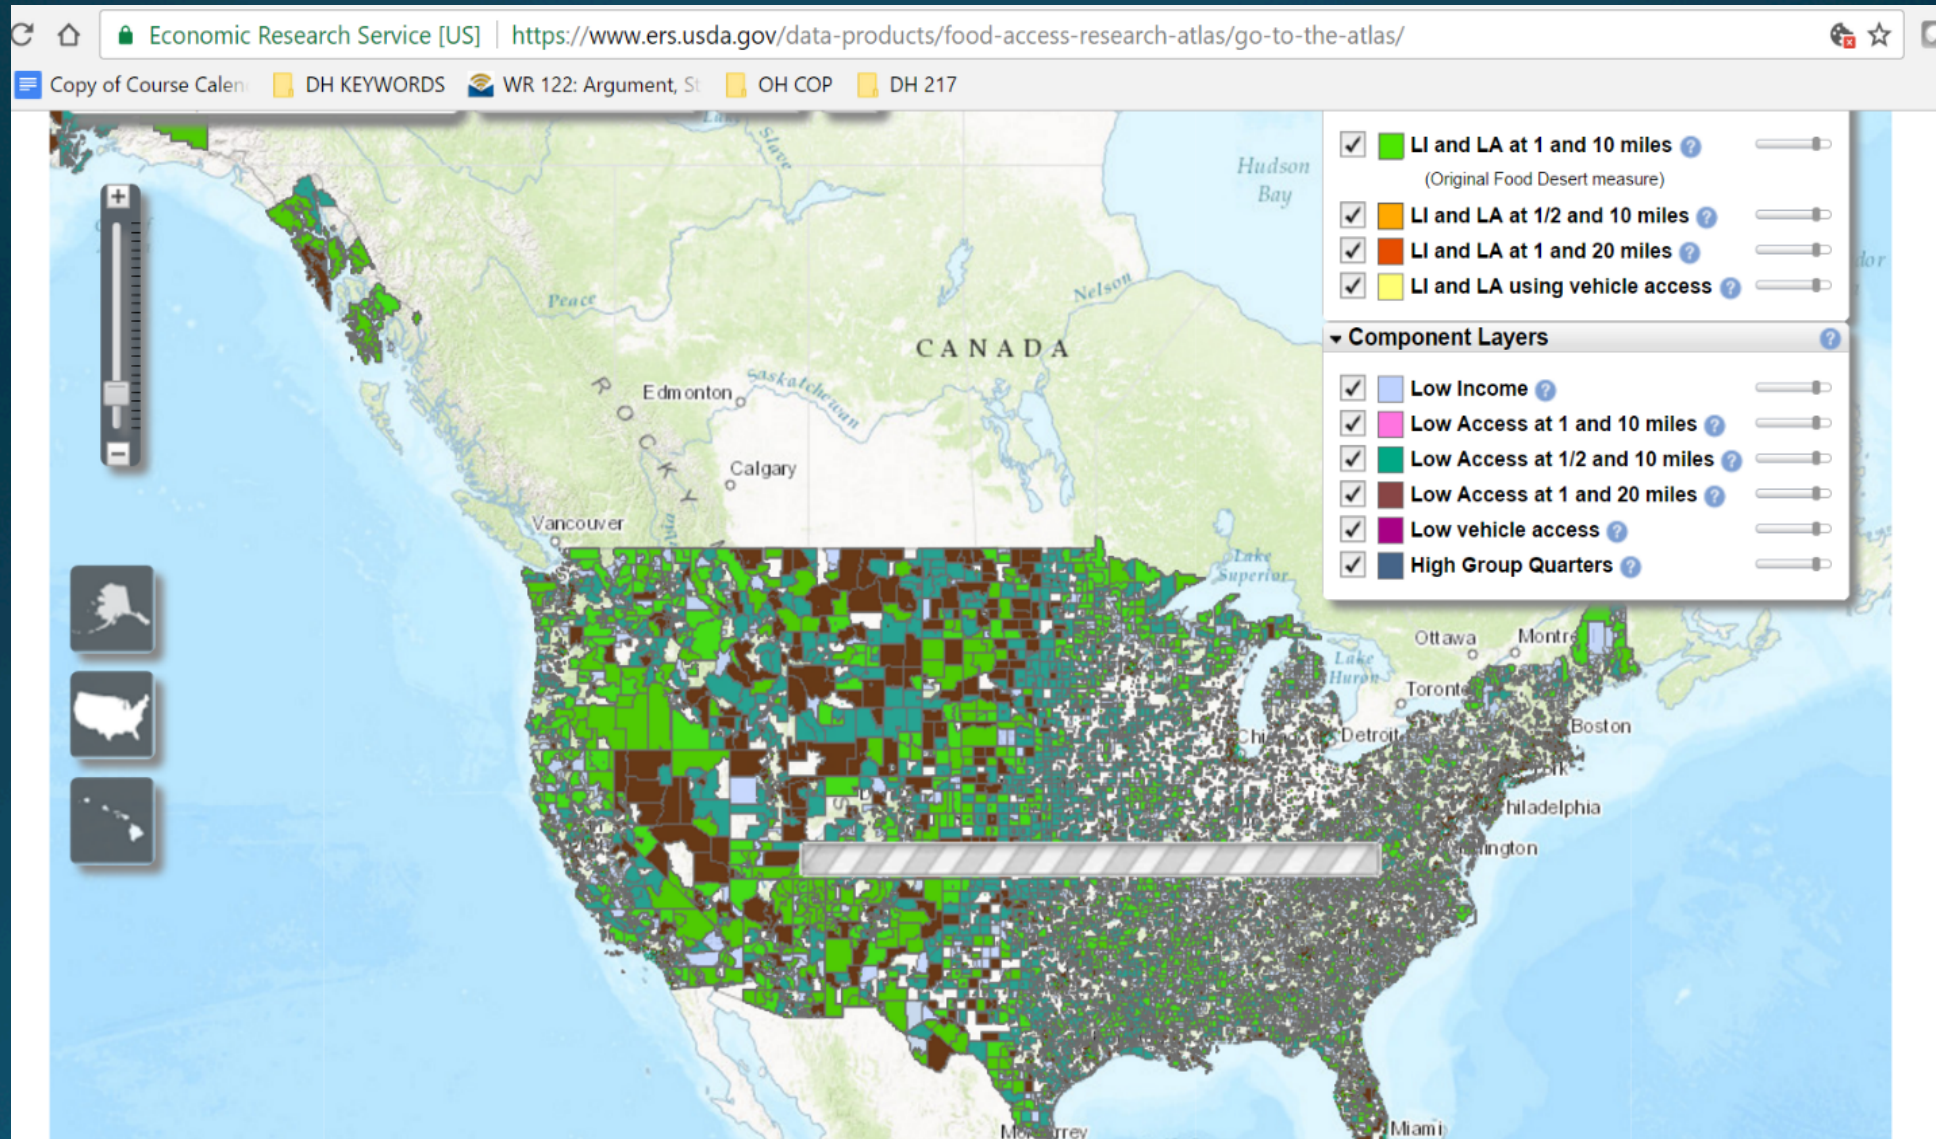 Economic Research Service [US] https://www.ers.usda.gov/data-products/food-access-research-atlas/go-to-the-atlas/
Copy of Course Calen DH KEYWORDS WR 122: Argument, St OH COP DH 217
Slave
Hudson
Bay
LI and LA at 1 and 10 miles ?
(Original Food Desert measure)
LI and LA at 1/2 and 10 miles ?
LI and LA at 1 and 20 miles ?
LI and LA using vehicle access ?
Component Layers ?
Low Income ?
Low Access at 1 and 10 miles ?
Low Access at 1/2 and 10 miles ?
Low Access at 1 and 20 miles ?
Low vehicle access ?
High Group Quarters ?
+
−
Peace
Nelson
CANADA
Saskatchewan
Edmonton
ROCKY
Calgary
Vancouver
Lake
Superior
Ottawa
Montre
Lake
Huron
Toronto
Boston
Chi
Detroit
hiladelphia
ington
Miami